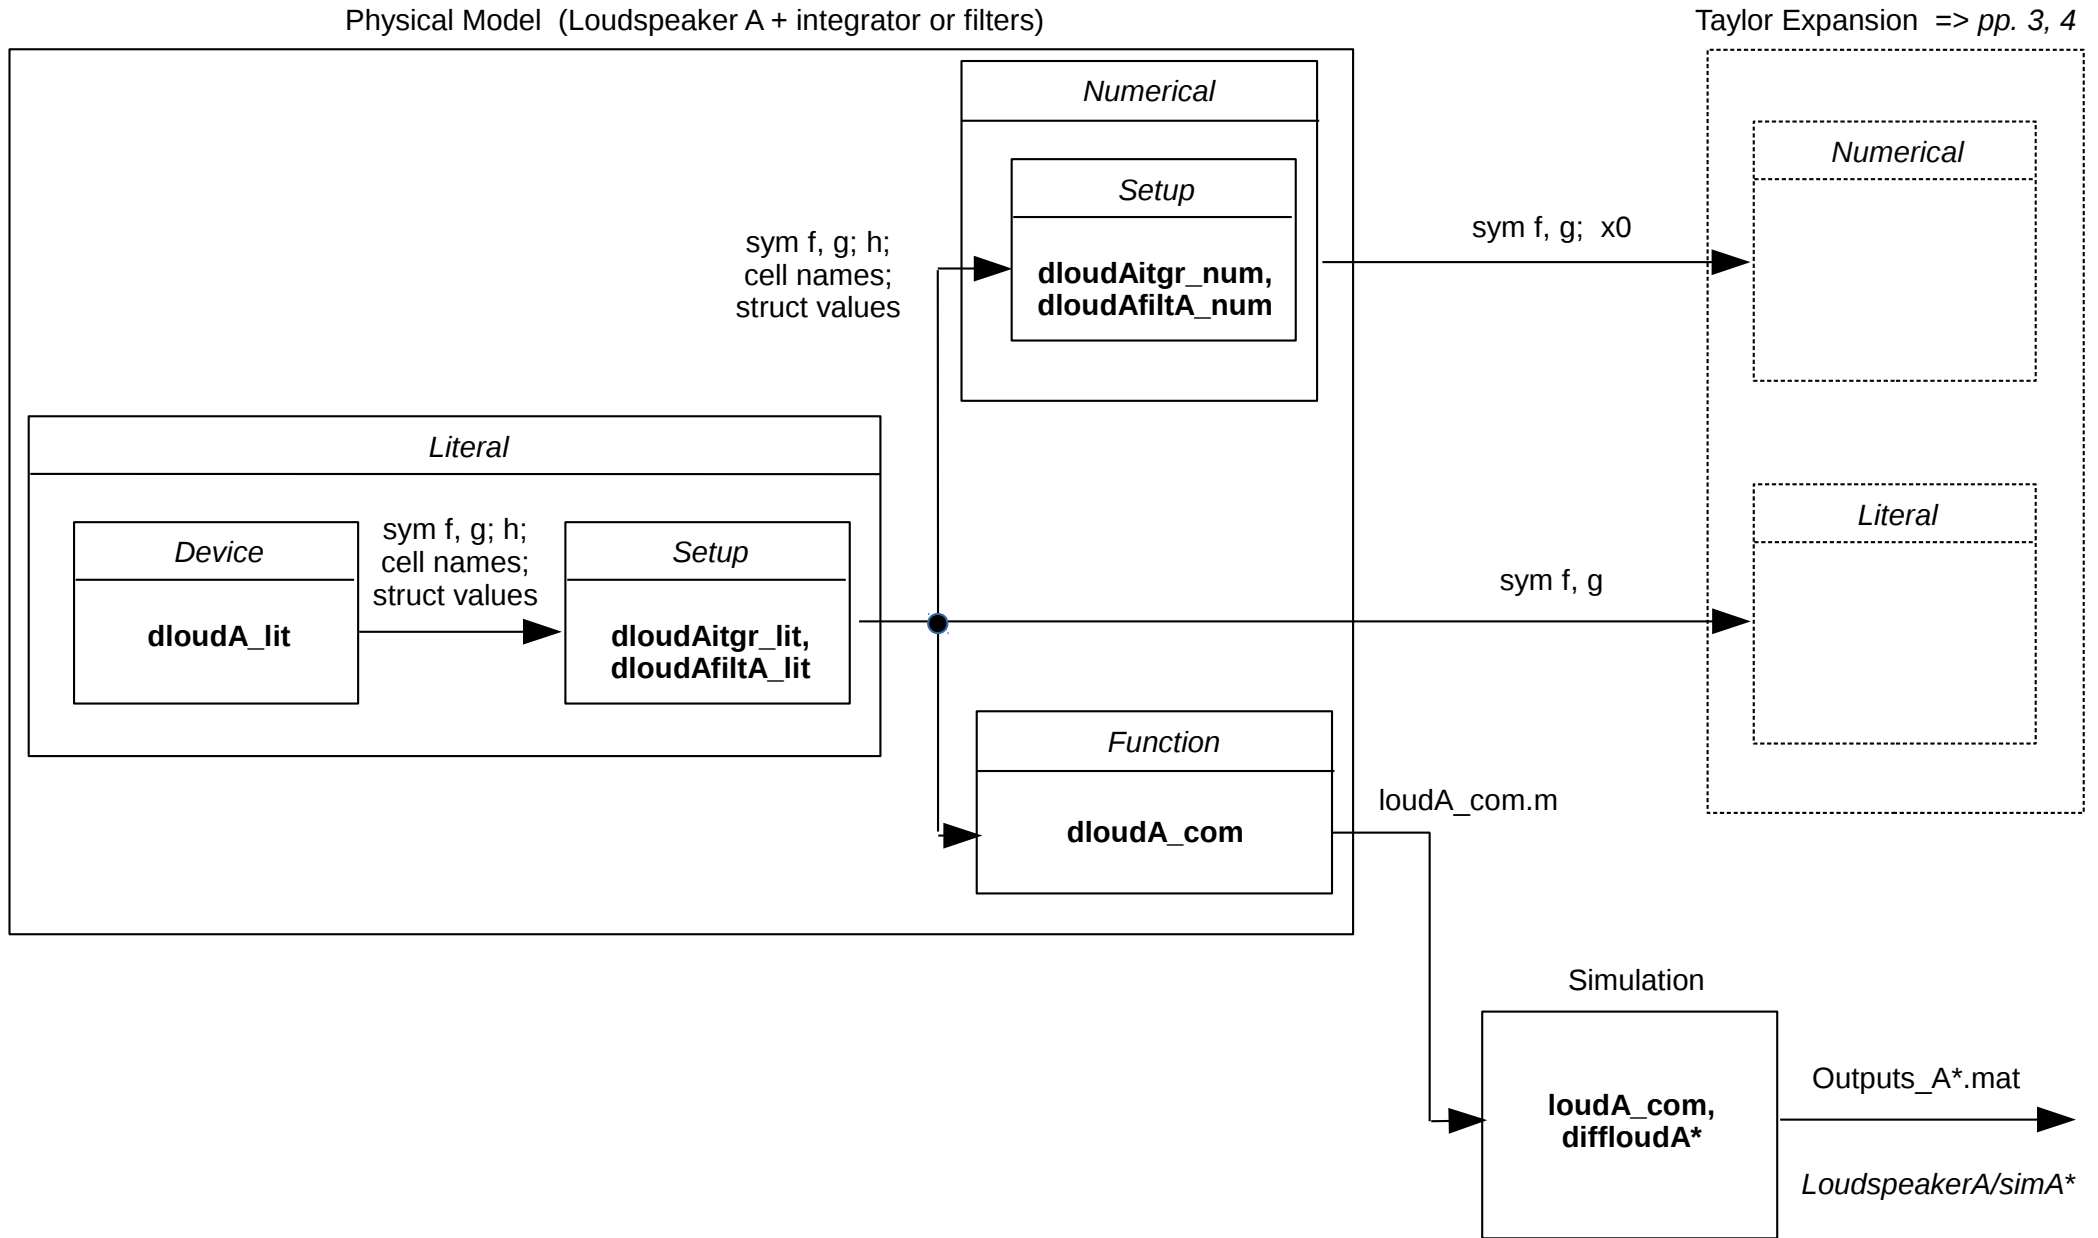 Physical Model  (Loudspeaker A + integrator or filters)
Taylor Expansion  => pp. 3, 4
Numerical
Setup
dloudAitgr_num,
dloudAfiltA_num
sym f, g; h;
cell names;
struct values
sym f, g;  x0
Numerical
Literal
Device
dloudA_lit
sym f, g; h;
cell names;
struct values
Setup
dloudAitgr_lit,
dloudAfiltA_lit
sym f, g
Literal
Function
dloudA_com
loudA_com.m
Simulation
loudA_com,
diffloudA*
Outputs_A*.mat
LoudspeakerA/simA*